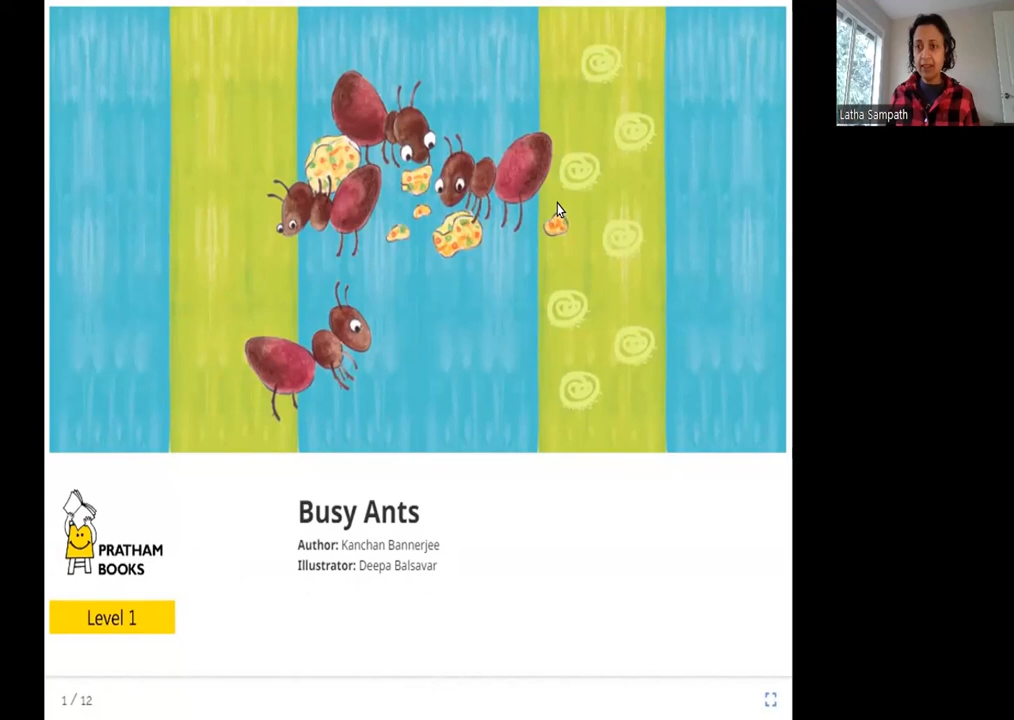 Latha Sampath
Busy Ants
Author: Kanchan Bannerjee
Illustrator: Deepa Balsavar
PRATHAM
BOOKS
Level 1
1 / 12